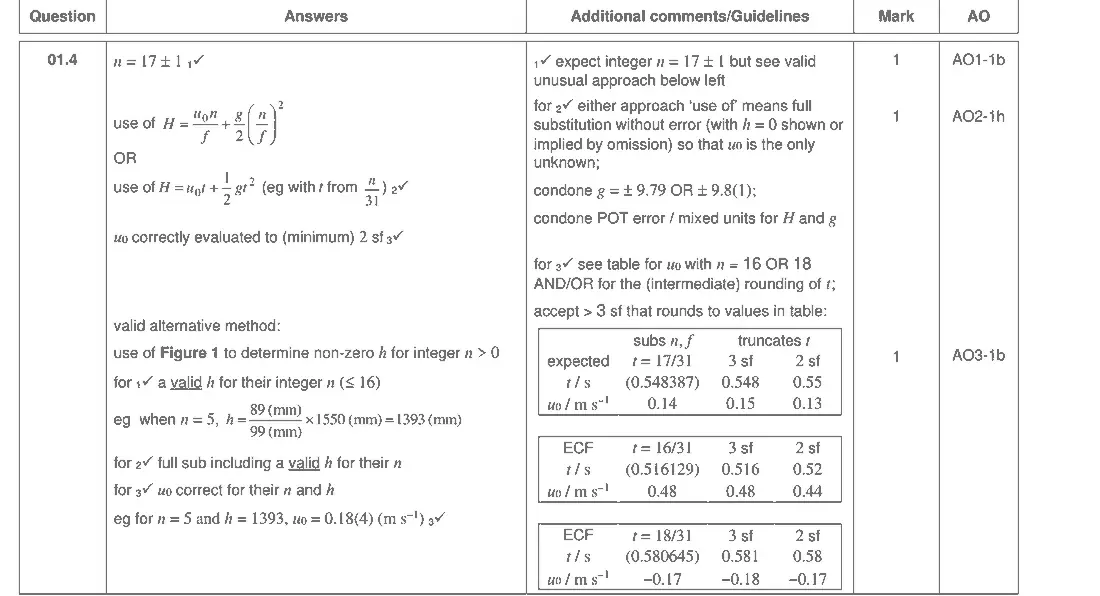 Question Answers Additional comments/Guidelines Mark AO
01.4
n = 17 ± 1 ₁✓
use of H = u₀n/f + g/2 (n/f)²
OR
use of H = u₀t + 1/2 gt² (eg with t from n/31) ₂✓
u₀ correctly evaluated to (minimum) 2 sf ₃✓
valid alternative method:
use of Figure 1 to determine non-zero h for integer n > 0
for ₁✓ a valid h for their integer n (≤ 16)
eg when n = 5, h = 89 (mm)/99 (mm) × 1550 (mm) = 1393 (mm)
for ₂✓ full sub including a valid h for their n
for ₃✓ u₀ correct for their n and h
eg for n = 5 and h = 1393, u₀ = 0.18(4) (m s⁻¹) ₃✓
₁✓ expect integer n = 17 ± 1 but see valid
unusual approach below left
for ₂✓ either approach ‘use of’ means full
substitution without error (with h = 0 shown or
implied by omission) so that u₀ is the only
unknown;
condone g = ± 9.79 OR ± 9.8(1);
condone POT error / mixed units for H and g
for ₃✓ see table for u₀ with n = 16 OR 18
AND/OR for the (intermediate) rounding of t;
accept > 3 sf that rounds to values in table:
subs n, f truncates t
expected t = 17/31 3 sf 2 sf
t / s (0.548387) 0.548 0.55
u₀ / m s⁻¹ 0.14 0.15 0.13
ECF t = 16/31 3 sf 2 sf
t / s (0.516129) 0.516 0.52
u₀ / m s⁻¹ 0.48 0.48 0.44
ECF t = 18/31 3 sf 2 sf
t / s (0.580645) 0.581 0.58
u₀ / m s⁻¹ −0.17 −0.18 −0.17
1 AO1-1b
1 AO2-1h
1 AO3-1b